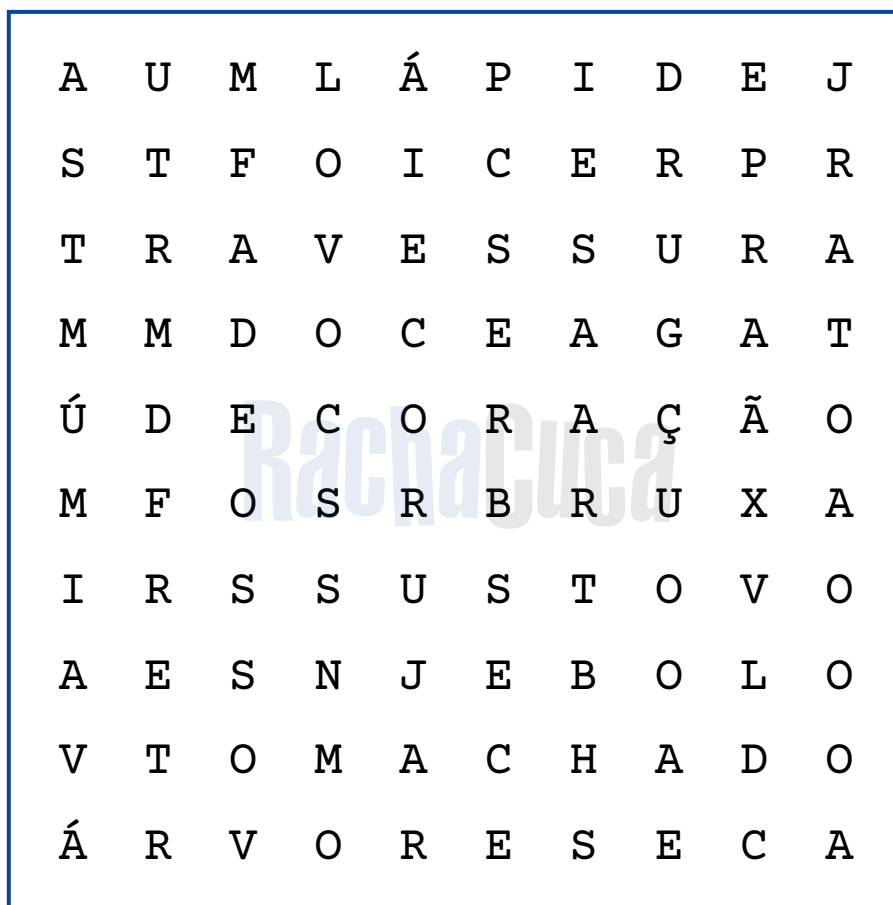 A U M L Á P I D E J
S T F O I C E R P R
T R A V E S S U R A
M M D O C E A G A T
Ú D E C O R A Ç Ã O
M F O S R B R U X A
I R S S U S T O V O
A E S N J E B O L O
V T O M A C H A D O
Á R V O R E S E C A
RachaCuca